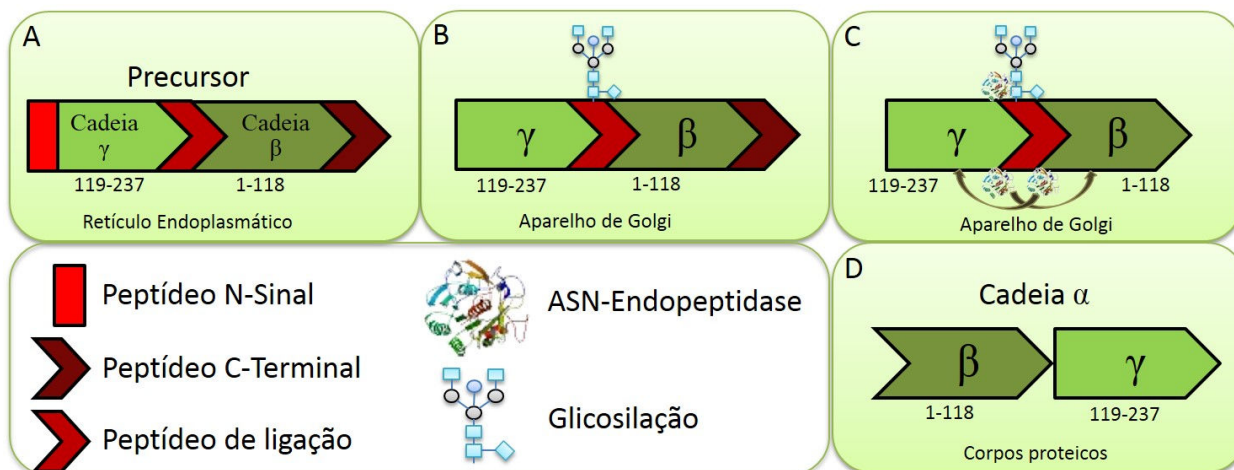 A
Precursor
Cadeia
γ
Cadeia
β
119-237
1-118
Retículo Endoplasmático
B
γ
β
119-237
1-118
Aparelho de Golgi
C
γ
β
119-237
1-118
Aparelho de Golgi
Peptídeo N-Sinal
Peptídeo C-Terminal
Peptídeo de ligação
ASN-Endopeptidase
Glicosilação
D
Cadeia α
β
γ
1-118
119-237
Corpos proteicos